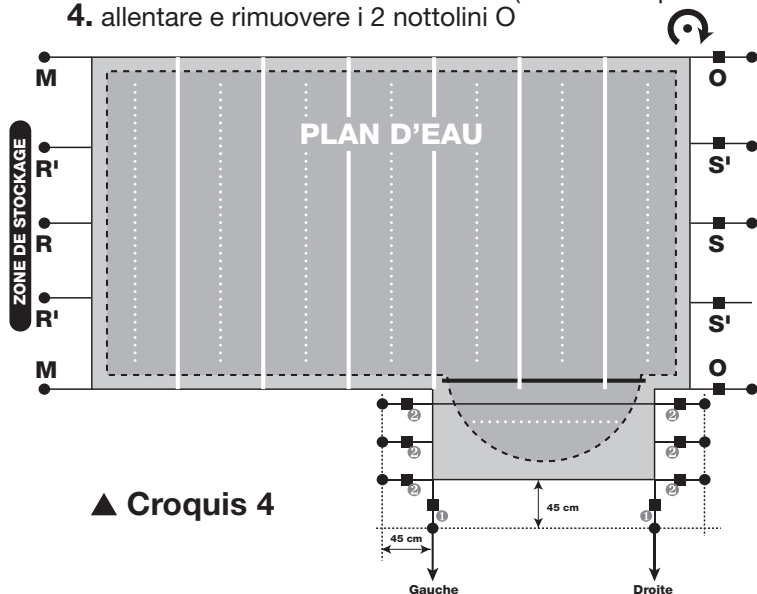 4. allentare e rimuovere i 2 nottolini O
M
O
PLAN D’EAU
ZONE DE STOCKAGE
R'
S'
R
S
R'
S'
M
O
2
2
2
2
2
2
1
1
45 cm
45 cm
▲ Croquis 4
Gauche
Droite